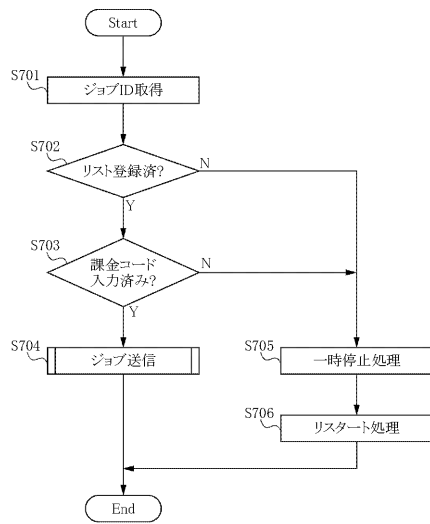 Start
S701
ジョブID取得
S702
リスト登録済?
N
Y
S703
課金コード
入力済み?
N
Y
S704
ジョブ送信
S705
一時停止処理
S706
リスタート処理
End